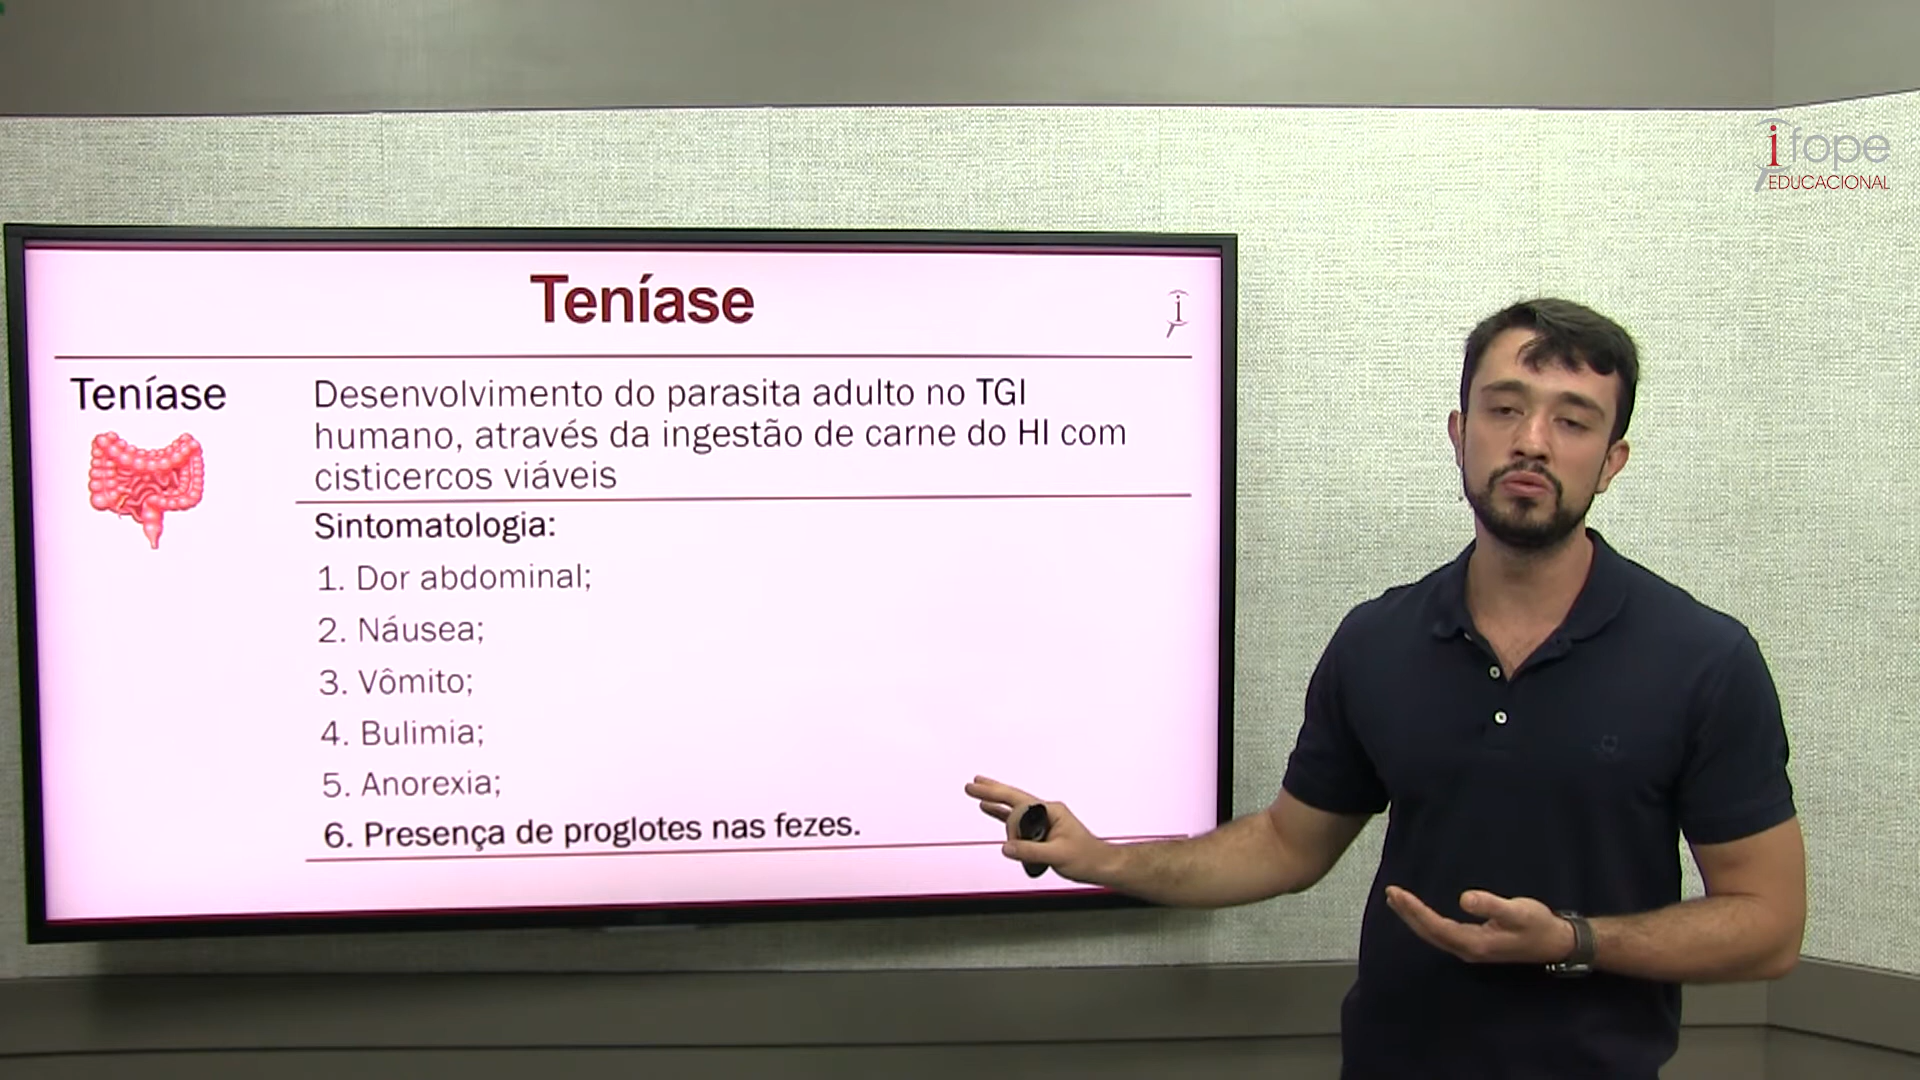 ifope
EDUCACIONAL
Teníase
i
Teníase
Desenvolvimento do parasita adulto no TGI
humano, através da ingestão de carne do HI com
cisticercos viáveis
Sintomatologia:
1. Dor abdominal;
2. Náusea;
3. Vômito;
4. Bulimia;
5. Anorexia;
6. Presença de proglotes nas fezes.